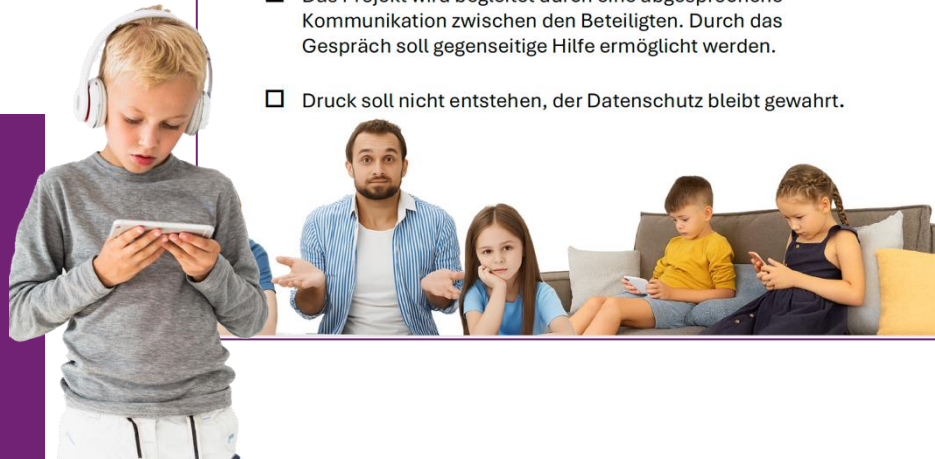 Das Projekt wird begleitet durch eine abgesprochene
Kommunikation zwischen den Beteiligten. Durch das
Gespräch soll gegenseitige Hilfe ermöglicht werden.
Druck soll nicht entstehen, der Datenschutz bleibt gewahrt.